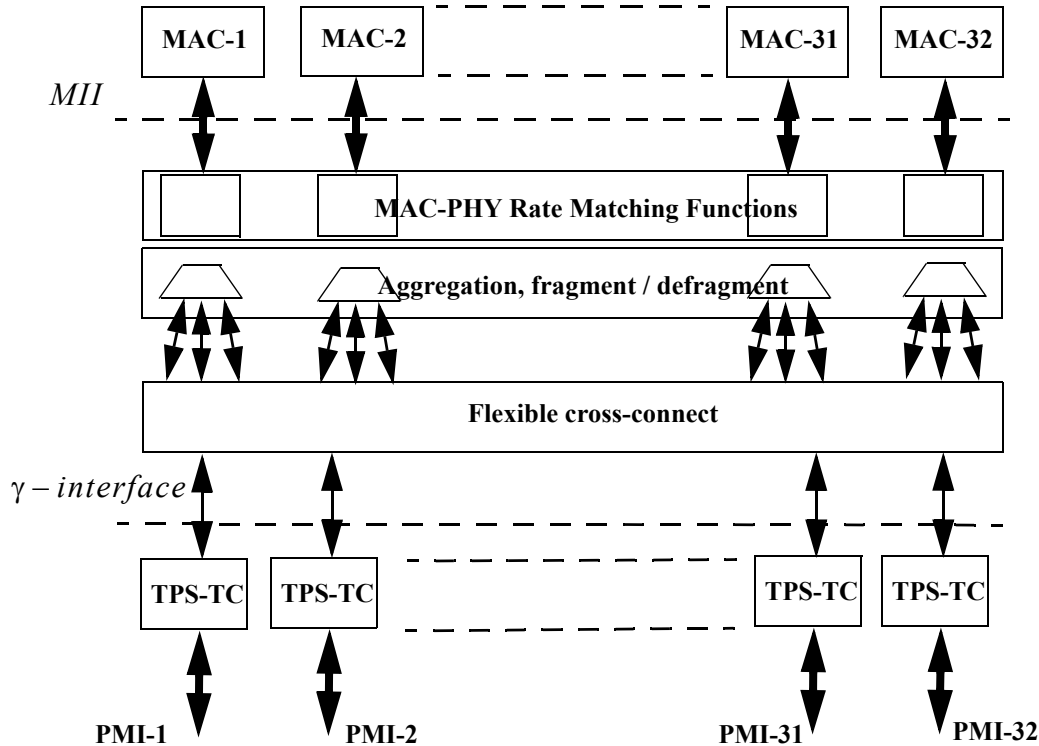 MAC-1
MAC-2
MAC-31
MAC-32
MII
MAC-PHY Rate Matching Functions
Aggregation, fragment / defragment
Flexible cross-connect
γ – interface
TPS-TC
TPS-TC
TPS-TC
TPS-TC
PMI-1
PMI-2
PMI-31
PMI-32